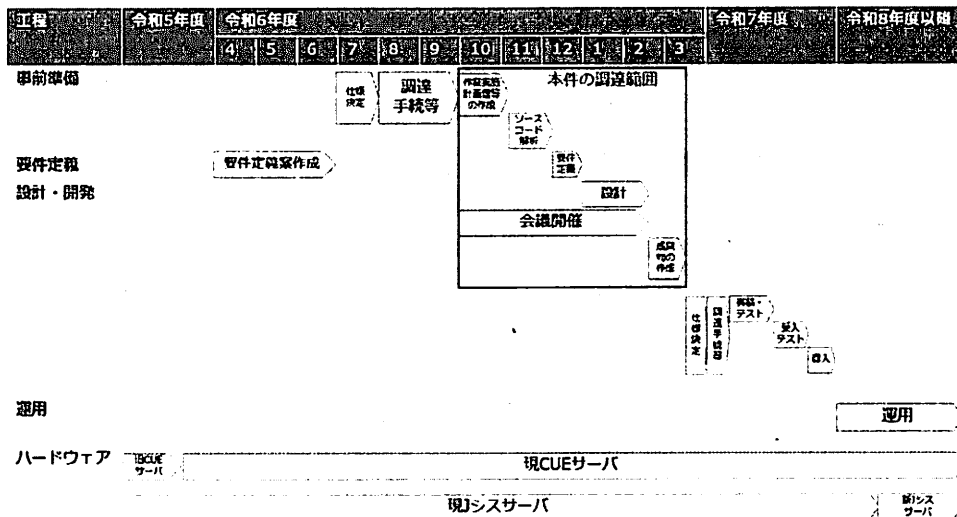 工程
令和5年度
令和6年度
令和7年度
令和8年度以降
4 5 6 7 8 9 10 11 12 1 2 3
事前準備
仕様
決定
調達
手続等
作業実施
計画書等
の作成
本件の調達範囲
ソース
コード
解析
要件定義
要件定義案作成
要件
定義
設計・開発
設計
会議開催
成果
物の
作成
仕様決定
調達手続等
実装・
テスト
受入
テスト
導入
運用
運用
ハードウェア
旧CUE
サーバ
現CUEサーバ
現Jシスサーバ
新Jシス
サーバ